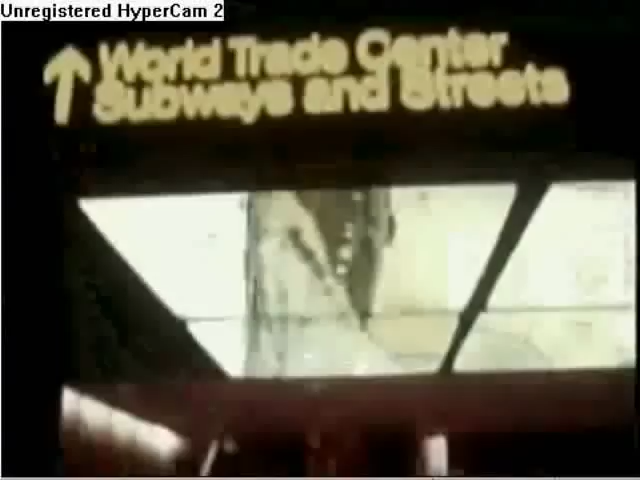 Unregistered HyperCam 2
↑ World Trade Center
Subways and Streets